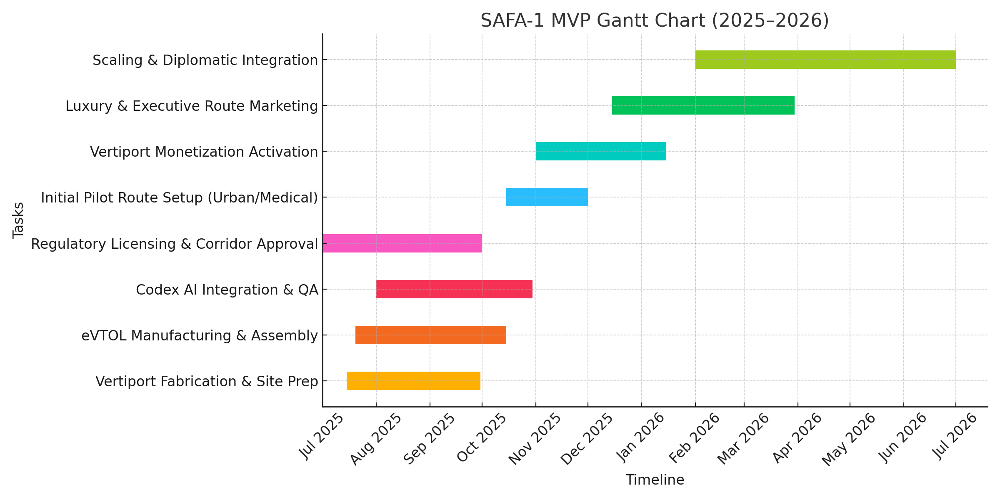 SAFA-1 MVP Gantt Chart (2025–2026)
Scaling & Diplomatic Integration
Luxury & Executive Route Marketing
Vertiport Monetization Activation
Initial Pilot Route Setup (Urban/Medical)
Regulatory Licensing & Corridor Approval
Codex AI Integration & QA
eVTOL Manufacturing & Assembly
Vertiport Fabrication & Site Prep
Tasks
Jul 2025
Aug 2025
Sep 2025
Oct 2025
Nov 2025
Dec 2025
Jan 2026
Feb 2026
Mar 2026
Apr 2026
May 2026
Jun 2026
Jul 2026
Timeline